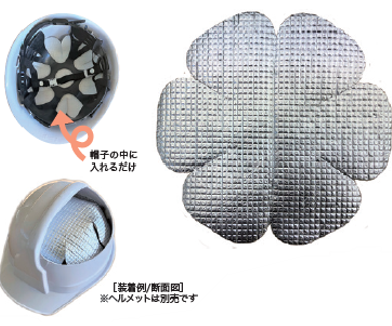 帽子の中に
入れるだけ
［装着例/断面図］
※ヘルメットは別売です